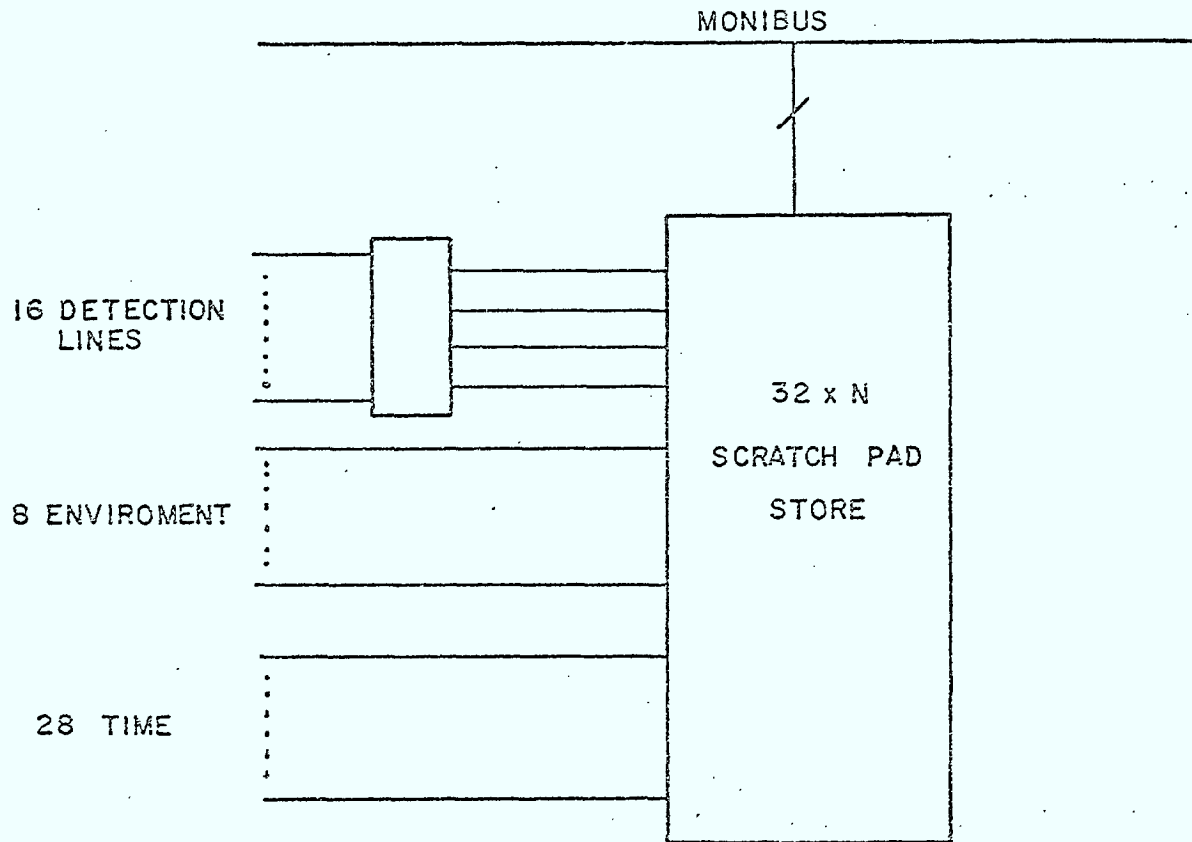 MONIBUS
16 DETECTION
LINES
32 x N
SCRATCH PAD
STORE
8 ENVIROMENT
28 TIME